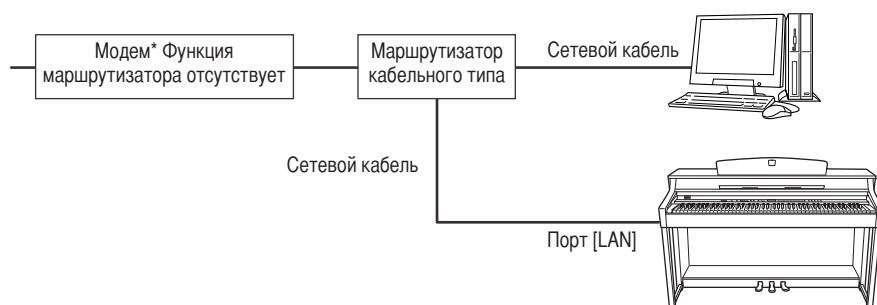 Модем* Функция
маршрутизатора отсутствует
Маршрутизатор
кабельного типа
Сетевой кабель
Сетевой кабель
Порт [LAN]